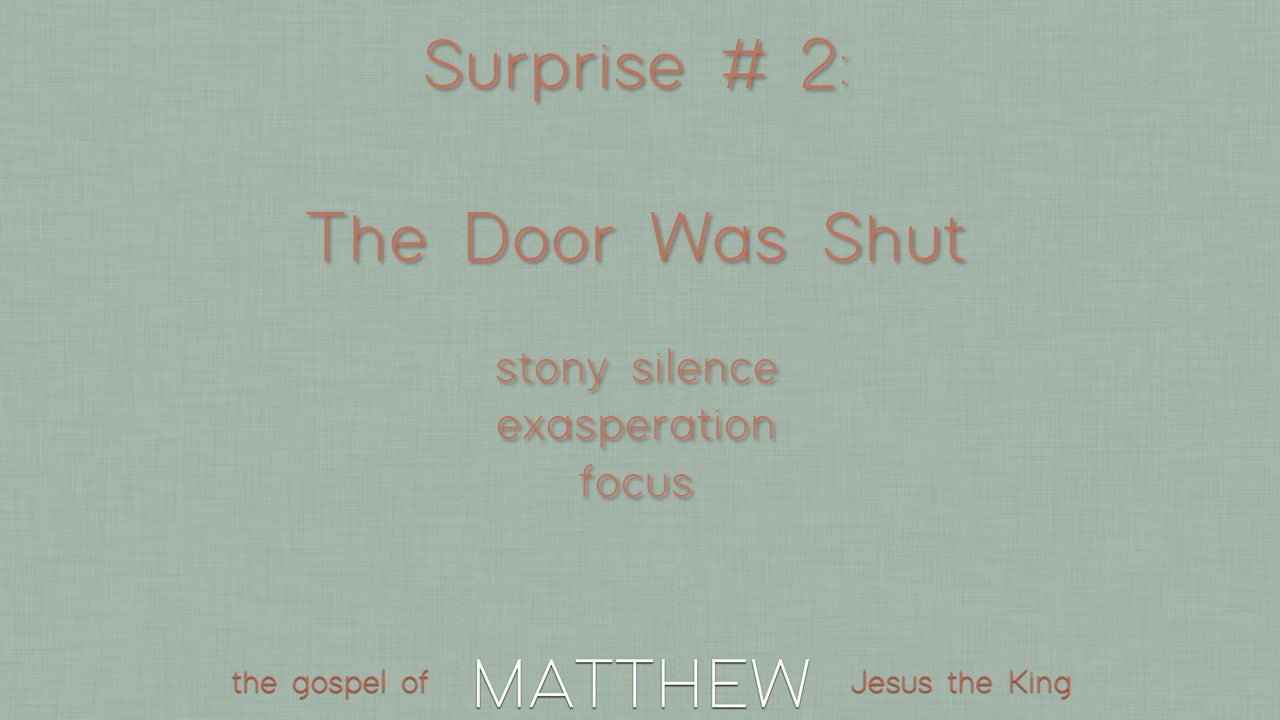 Surprise # 2:
The Door Was Shut
stony silence
exasperation
focus
the gospel of MATTHEW Jesus the King